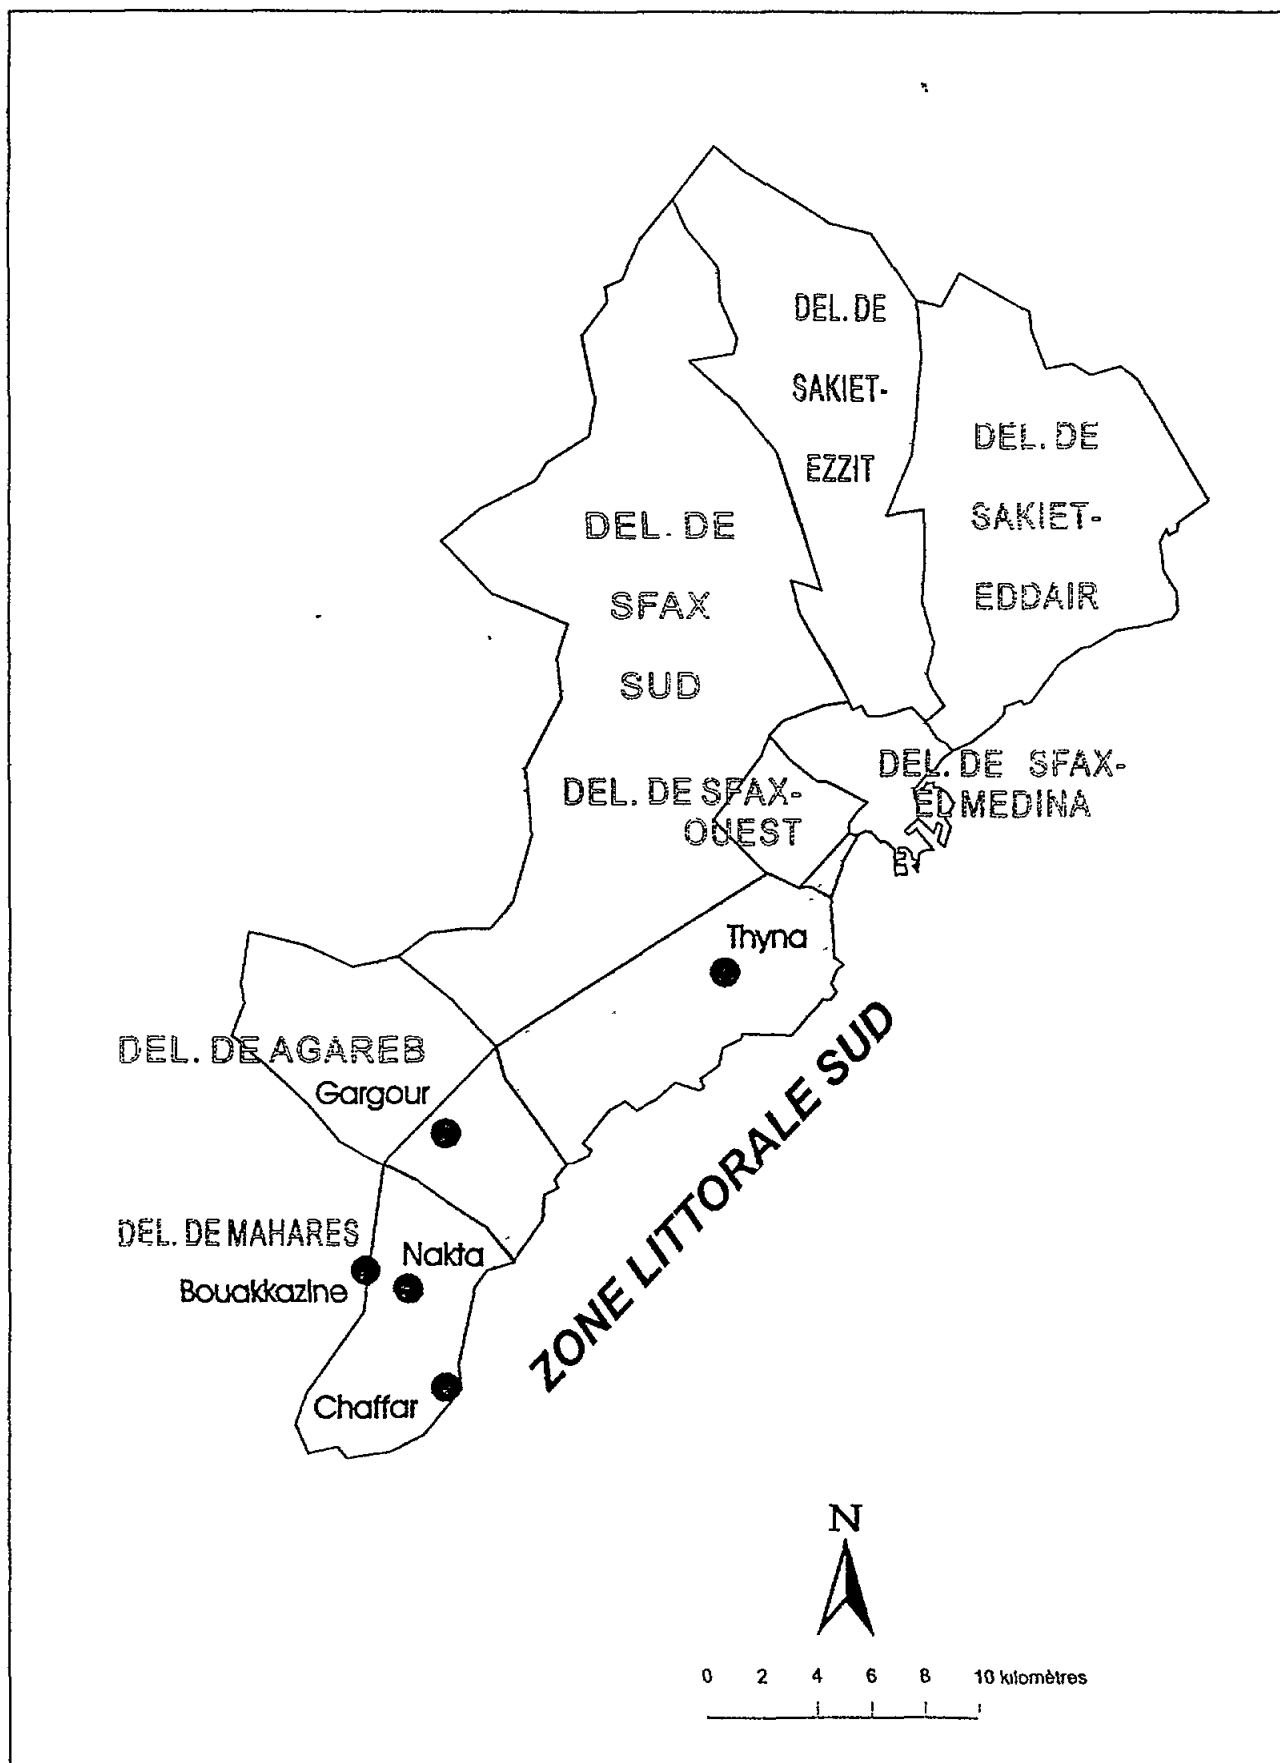 DEL. DE
SAKIET-
EZZIT
DEL. DE
SAKIET-
EDDAIR
DEL. DE
SFAX
SUD
DEL. DE SFAX-
OUEST
DEL. DE SFAX-
EL MEDINA
Thyna
DEL. DE AGAREB
Gargour
DEL. DE MAHARES
Nakta
Bouakkazine
Chaffar
ZONE LITTORALE SUD
N
0 2 4 6 8 10 kilomètres